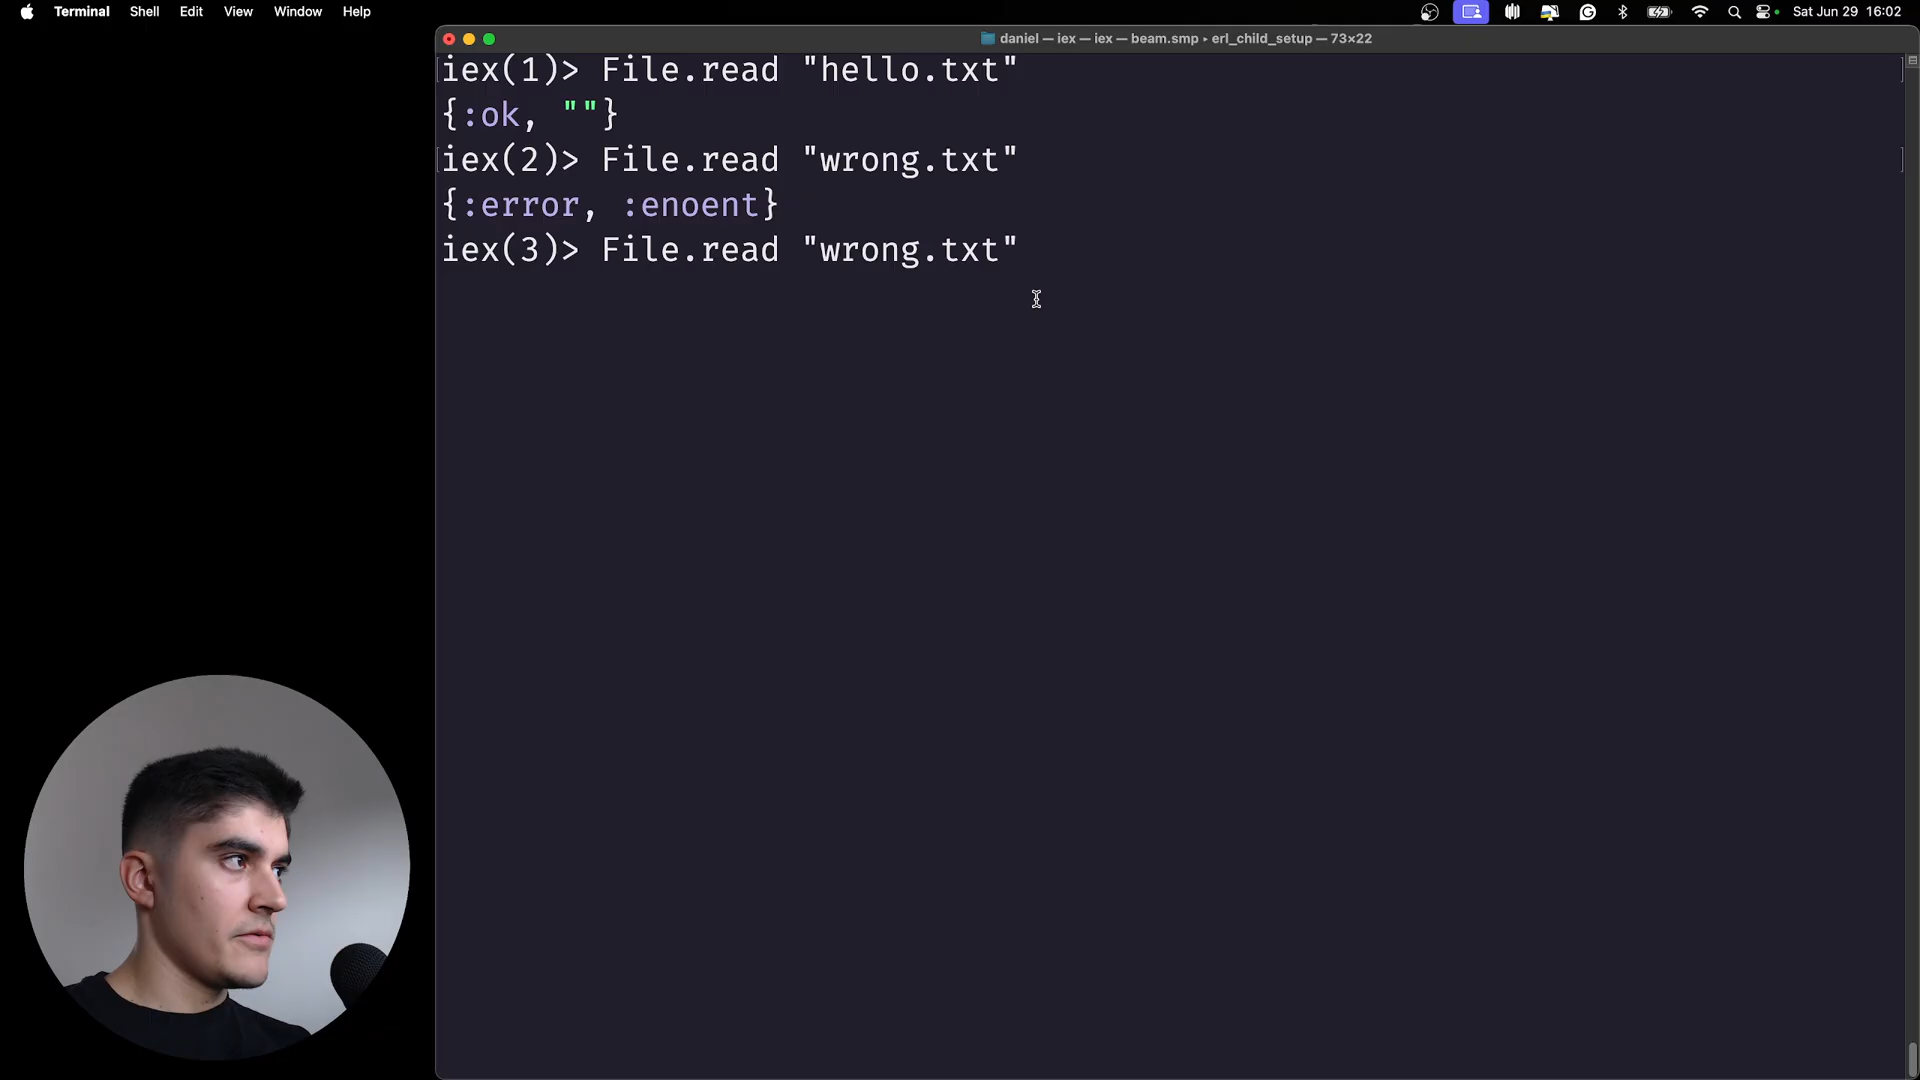 Terminal Shell Edit View Window Help Sat Jun 29 16:02
daniel — iex — iex — beam.smp ▸ erl_child_setup — 73×22
iex(1)> File.read "hello.txt"
{:ok, ""}
iex(2)> File.read "wrong.txt"
{:error, :enoent}
iex(3)> File.read "wrong.txt"